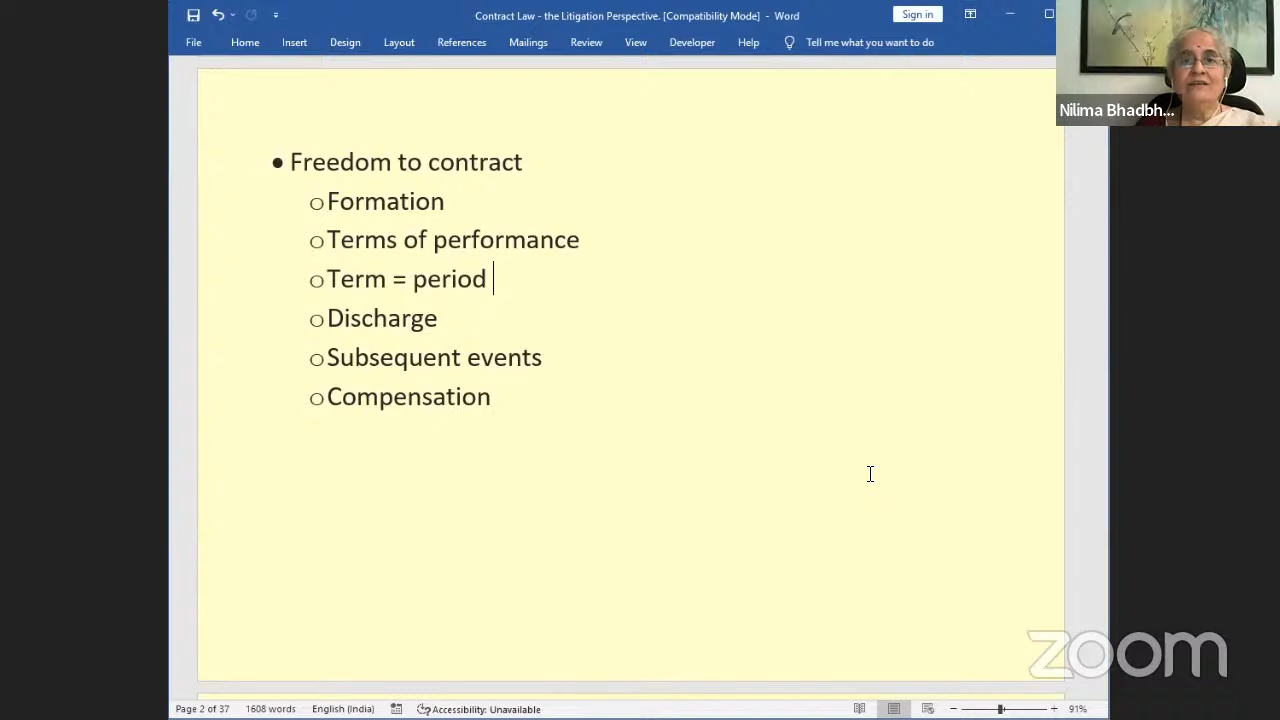 Contract Law - the Litigation Perspective. [Compatibility Mode] - Word
Sign in
File Home Insert Design Layout References Mailings Review View Developer Help Tell me what you want to do
Nilima Bhadbh...
• Freedom to contract
o Formation
o Terms of performance
o Term = period
o Discharge
o Subsequent events
o Compensation
zoom
Page 2 of 37 1608 words English (India) Accessibility: Unavailable 91%